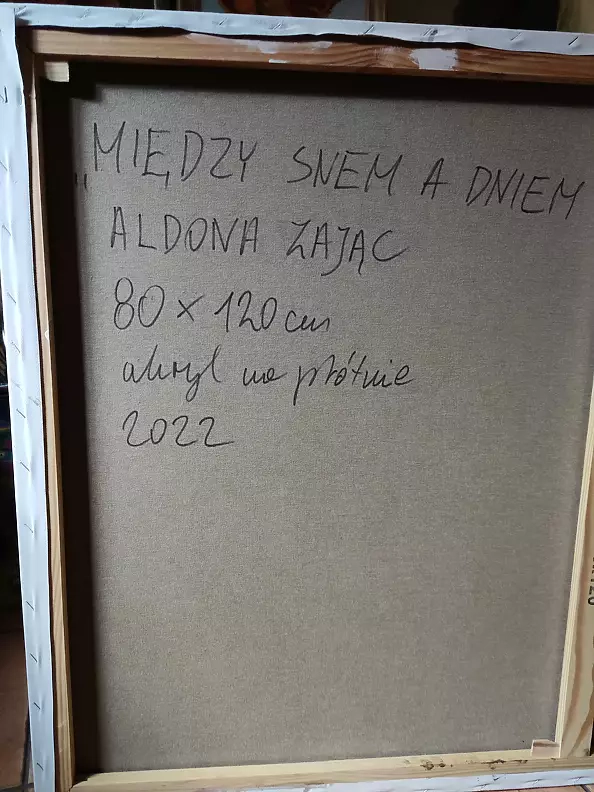 „MIĘDZY SNEM A DNIEM
ALDONA ZAJĄC
80 × 120 cm
akryl na płótnie
2022